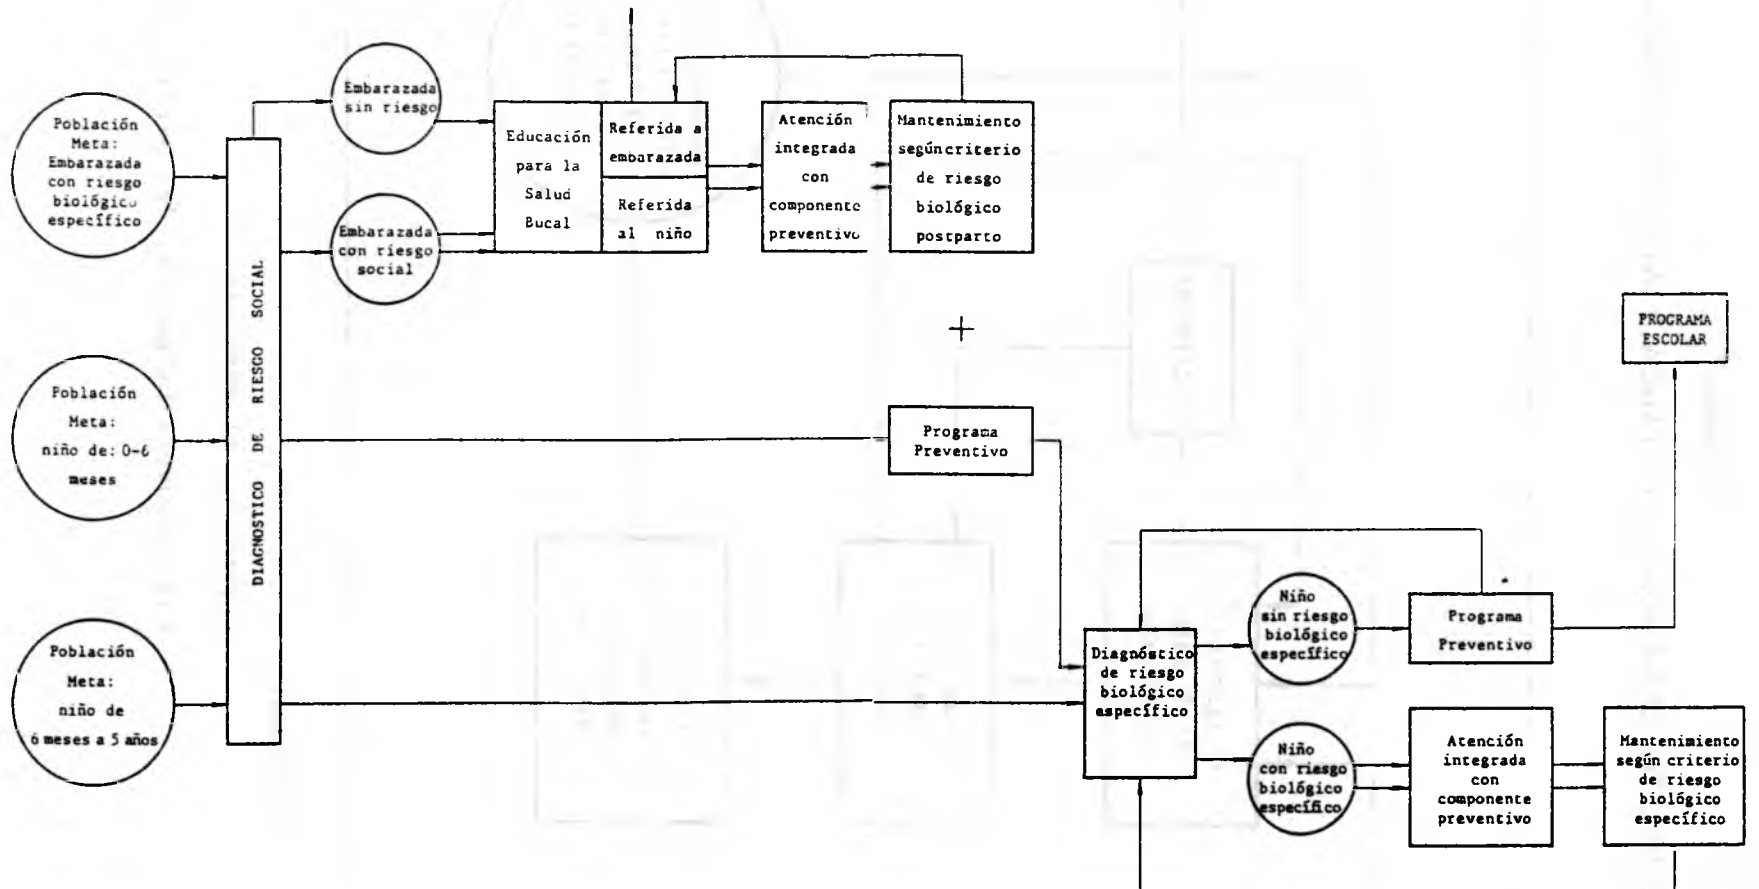 Población
Meta:
Embarazada
con riesgo
biológico
específico
Población
Meta:
niño de: 0-6
meses
Población
Meta:
niño de
6 meses a 5 años
DIAGNOSTICO DE RIESGO SOCIAL
Embarazada
sin riesgo
Embarazada
con riesgo
social
Educación
para la
Salud
Bucal
Referida a
embarazada
Referida
al niño
Atención
integrada
con
componente
preventivo
Mantenimiento
según criterio
de riesgo
biológico
postparto
+
Programa
Preventivo
PROGRAMA
ESCOLAR
Diagnóstico
de riesgo
biológico
específico
Niño
sin riesgo
biológico
específico
Programa
Preventivo
Niño
con riesgo
biológico
específico
Atención
integrada
con
componente
preventivo
Mantenimiento
según criterio
de riesgo
biológico
específico